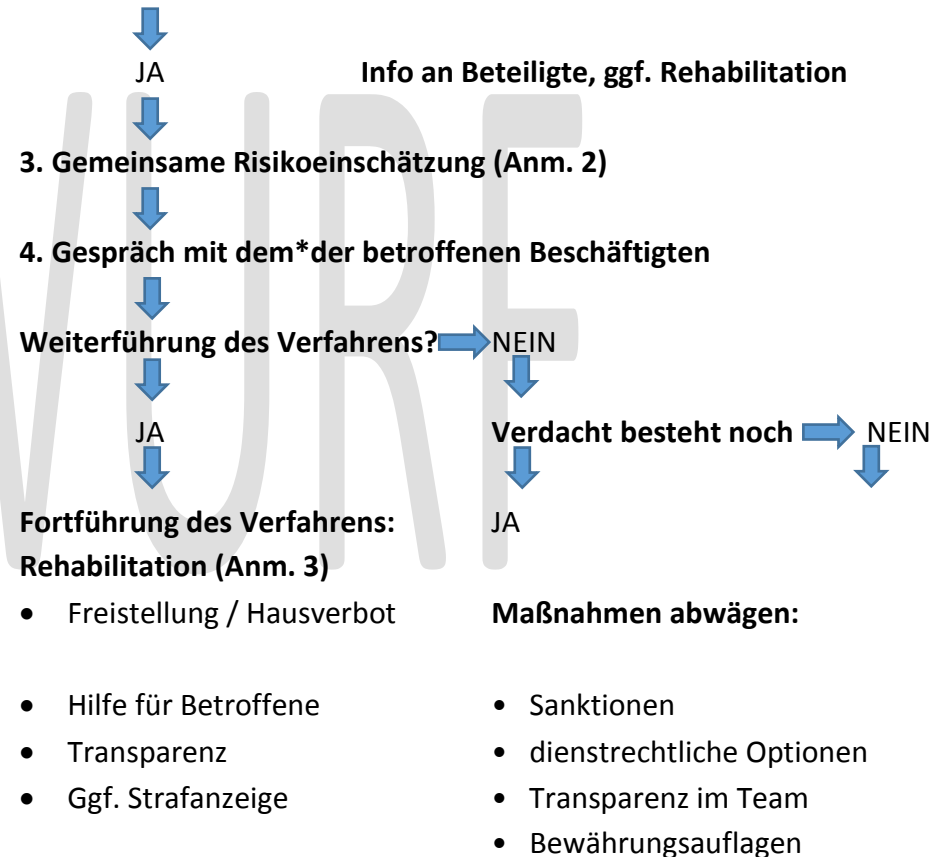 JA Info an Beteiligte, ggf. Rehabilitation
3. Gemeinsame Risikoeinschätzung (Anm. 2)
4. Gespräch mit dem*der betroffenen Beschäftigten
Weiterführung des Verfahrens? NEIN
JA Verdacht besteht noch NEIN
Fortführung des Verfahrens: JA
Rehabilitation (Anm. 3)
• Freistellung / Hausverbot Maßnahmen abwägen:
• Hilfe für Betroffene • Sanktionen
• Transparenz • dienstrechtliche Optionen
• Ggf. Strafanzeige • Transparenz im Team
• Bewährungsauflagen
WURF